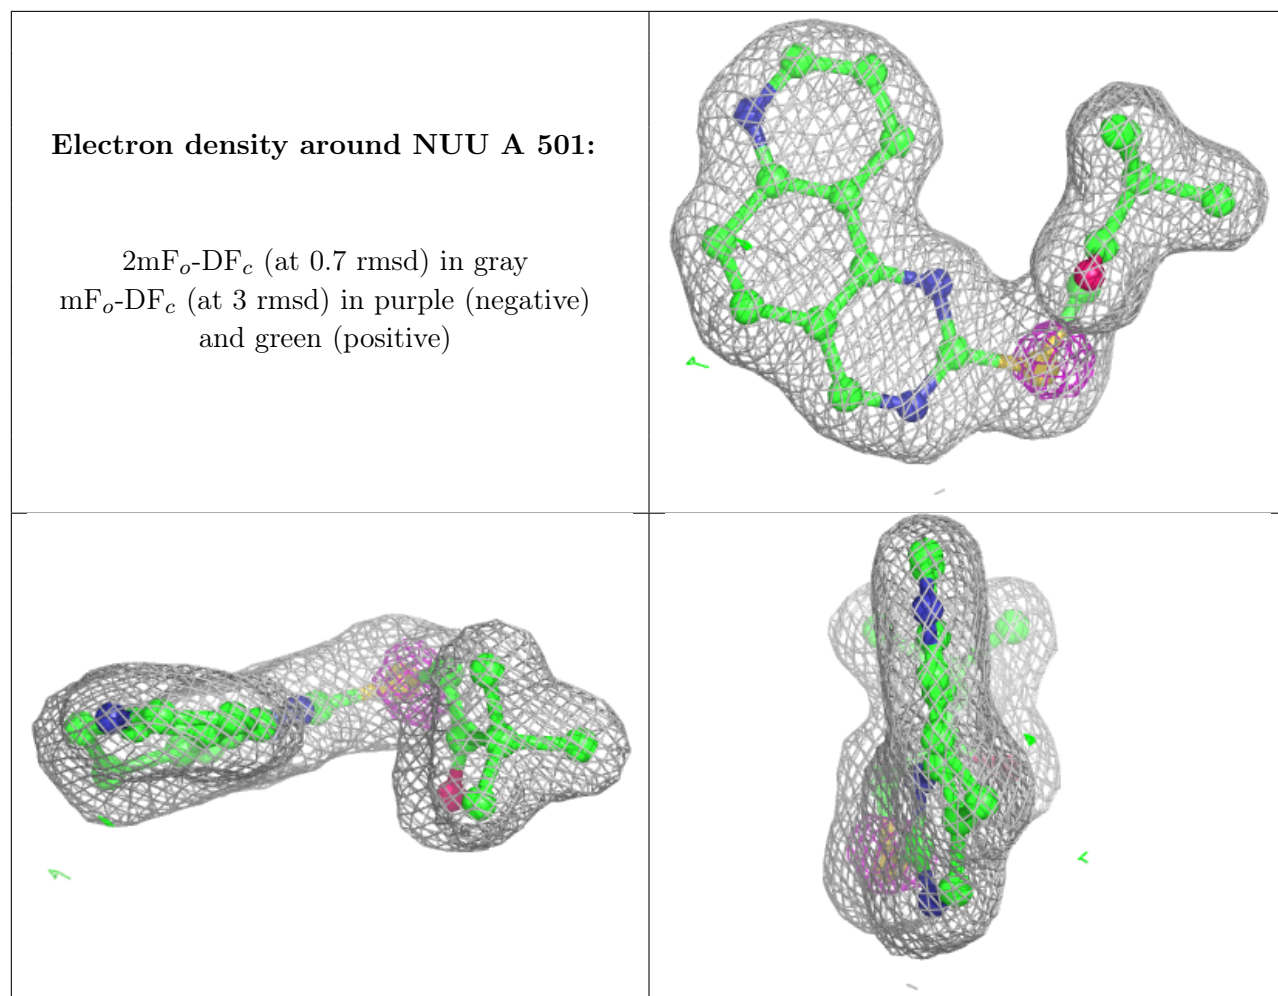 Electron density around NUU A 501:
2mFo-DFc (at 0.7 rmsd) in gray
mFo-DFc (at 3 rmsd) in purple (negative)
and green (positive)